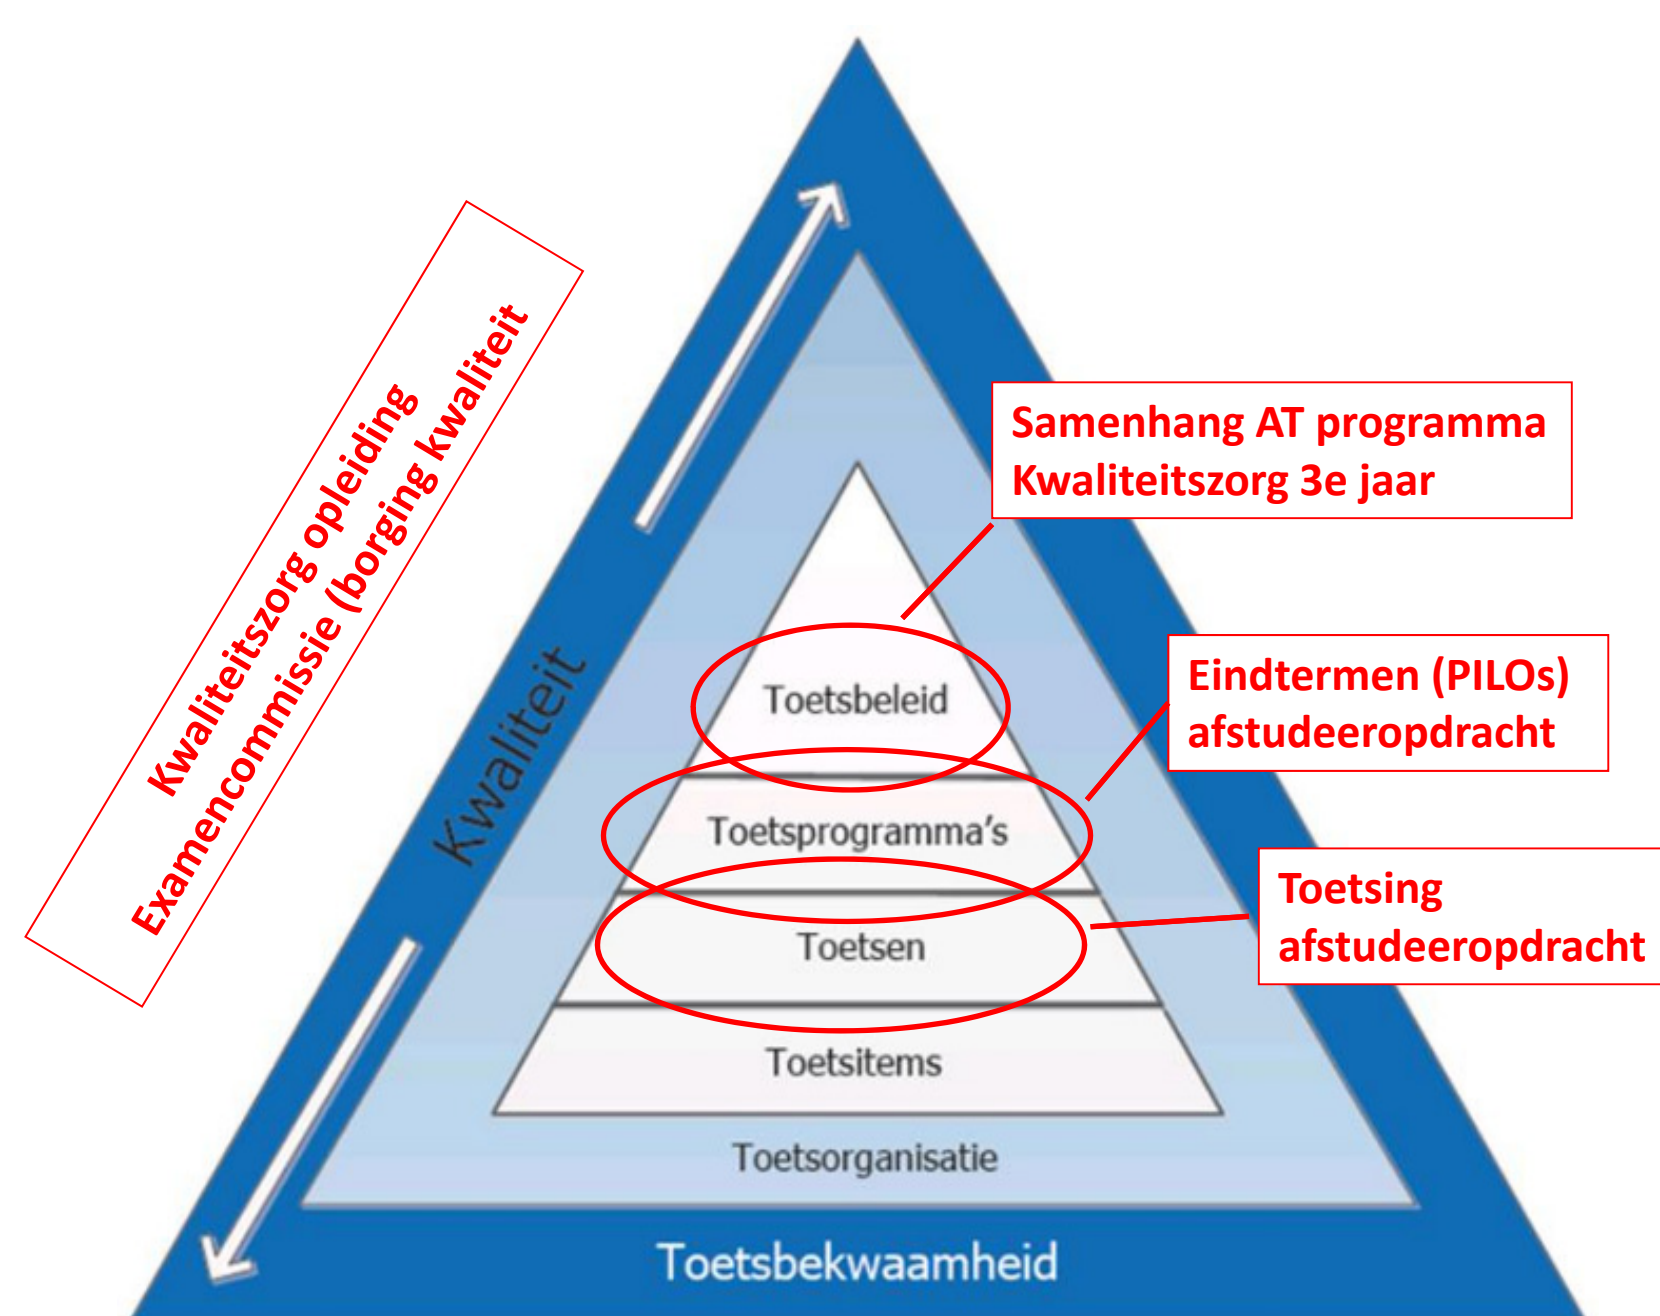 Kwaliteitszorg opleiding
Examencommissie (borging kwaliteit
Kwaliteit
Samenhang AT programma
Kwaliteitszorg 3e jaar
Toetsbeleid
Eindtermen (PILOs)
afstudeeropdracht
Toetsprogramma's
Toetsing
afstudeeropdracht
Toetsen
Toetsitems
Toetsorganisatie
Toetsbekwaamheid